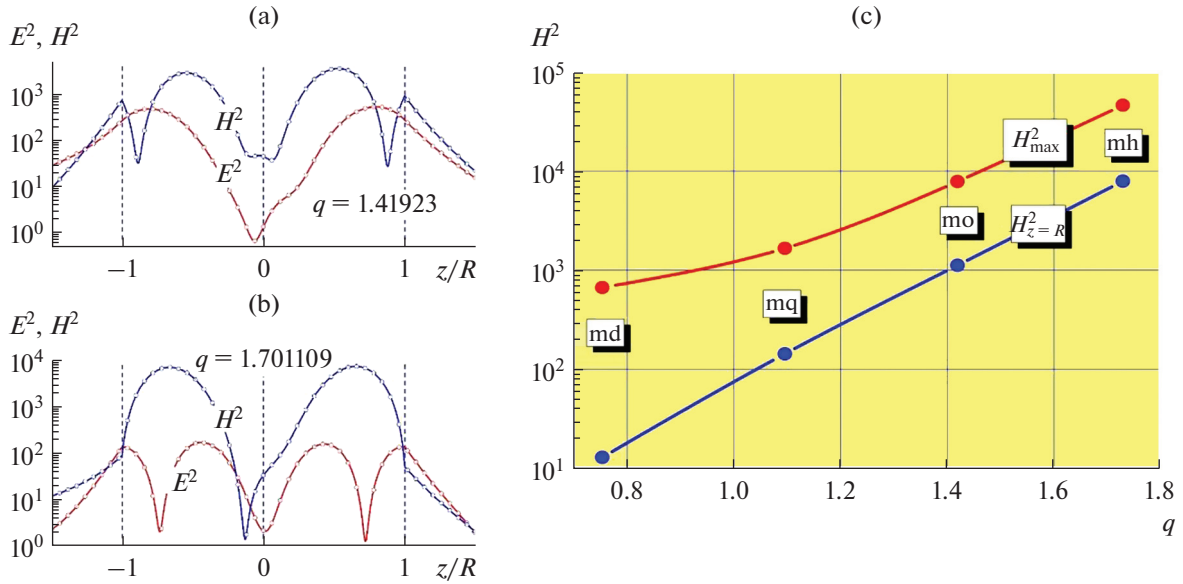 (a)
E², H²
10³
10²
10¹
10⁰
H²
E²
q = 1.41923
−1 0 1 z/R
(b)
E², H²
10⁴
10³
10²
10¹
10⁰
q = 1.701109
H²
E²
−1 0 1 z/R
(c)
H²
10⁵
10⁴
10³
10²
10¹
H²max
mh
mo
H²z = R
mq
md
0.8 1.0 1.2 1.4 1.6 1.8
q